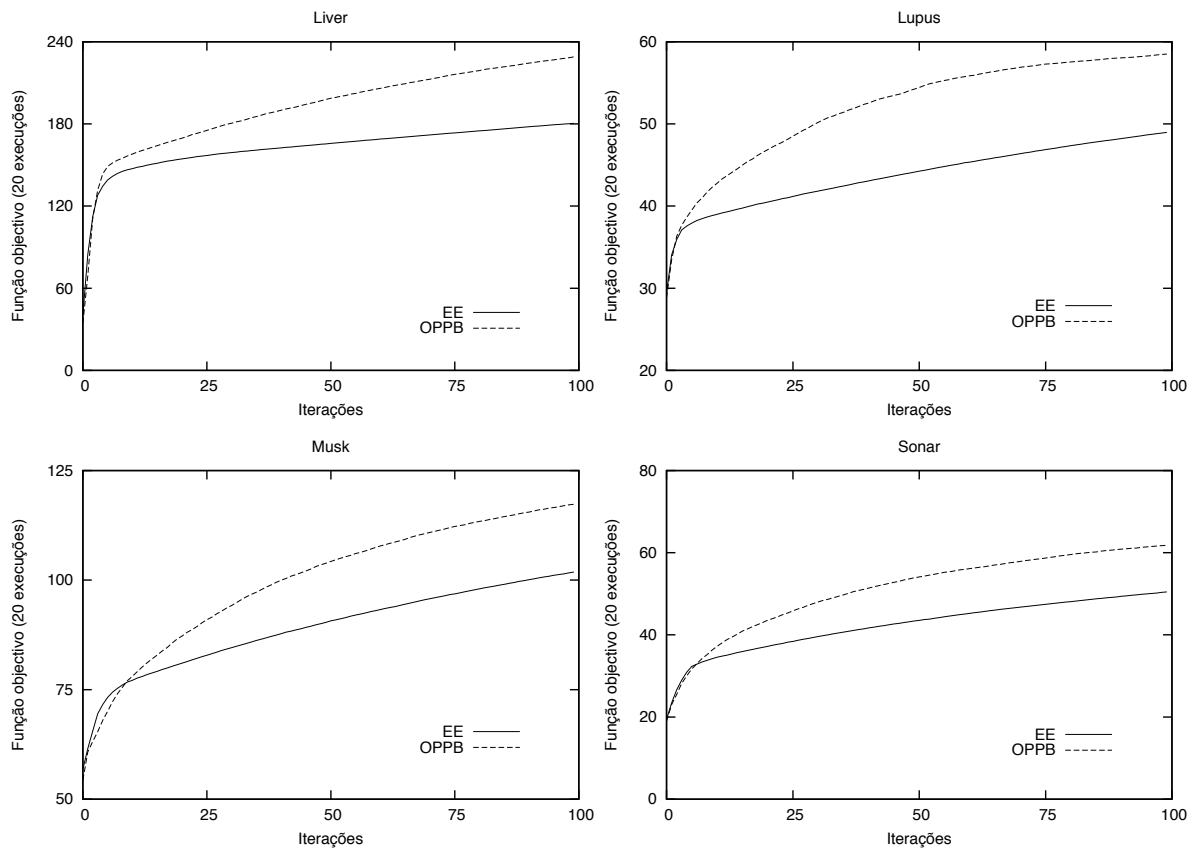 Liver
Função objectivo (20 execuções)
240
180
120
60
0
EE
OPPB
0 25 50 75 100
Iterações
Lupus
Função objectivo (20 execuções)
60
50
40
30
20
EE
OPPB
0 25 50 75 100
Iterações
Musk
Função objectivo (20 execuções)
125
100
75
50
EE
OPPB
0 25 50 75 100
Iterações
Sonar
Função objectivo (20 execuções)
80
60
40
20
0
EE
OPPB
0 25 50 75 100
Iterações